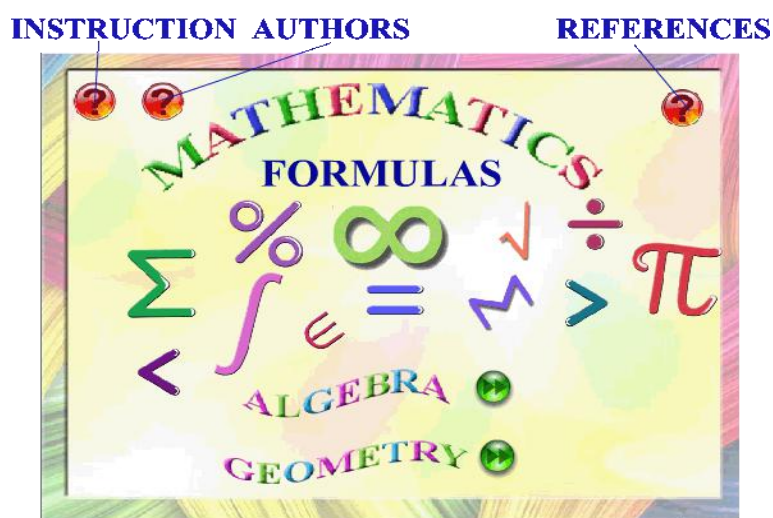 INSTRUCTION AUTHORS REFERENCES
? ? ?
MATHEMATICS
FORMULAS
% ∞ √ ÷
Σ ∫ ∈ = Σ > π
<
ALGEBRA
GEOMETRY